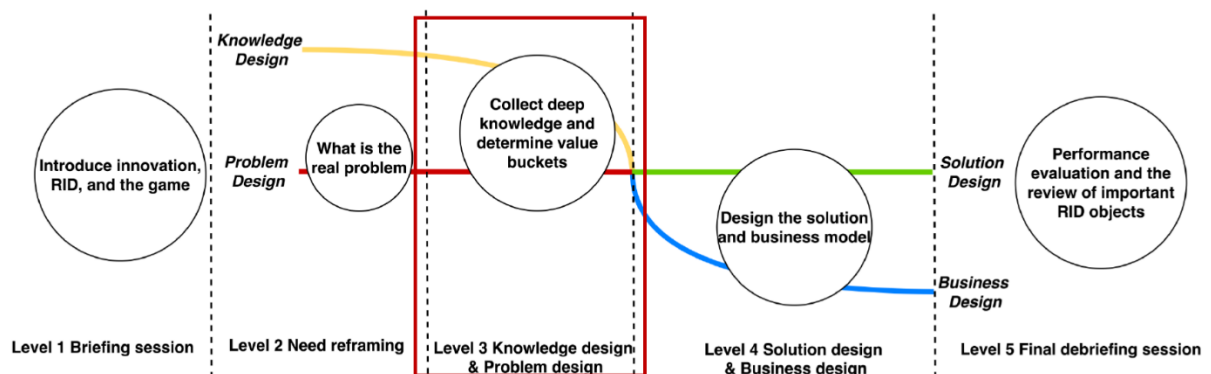 Knowledge
Design
Introduce innovation,
RID, and the game
Problem
Design
What is the
real problem
Collect deep
knowledge and
determine value
buckets
Design the solution
and business model
Solution
Design
Business
Design
Performance
evaluation and the
review of important
RID objects
Level 1 Briefing session
Level 2 Need reframing
Level 3 Knowledge design
& Problem design
Level 4 Solution design
& Business design
Level 5 Final debriefing session